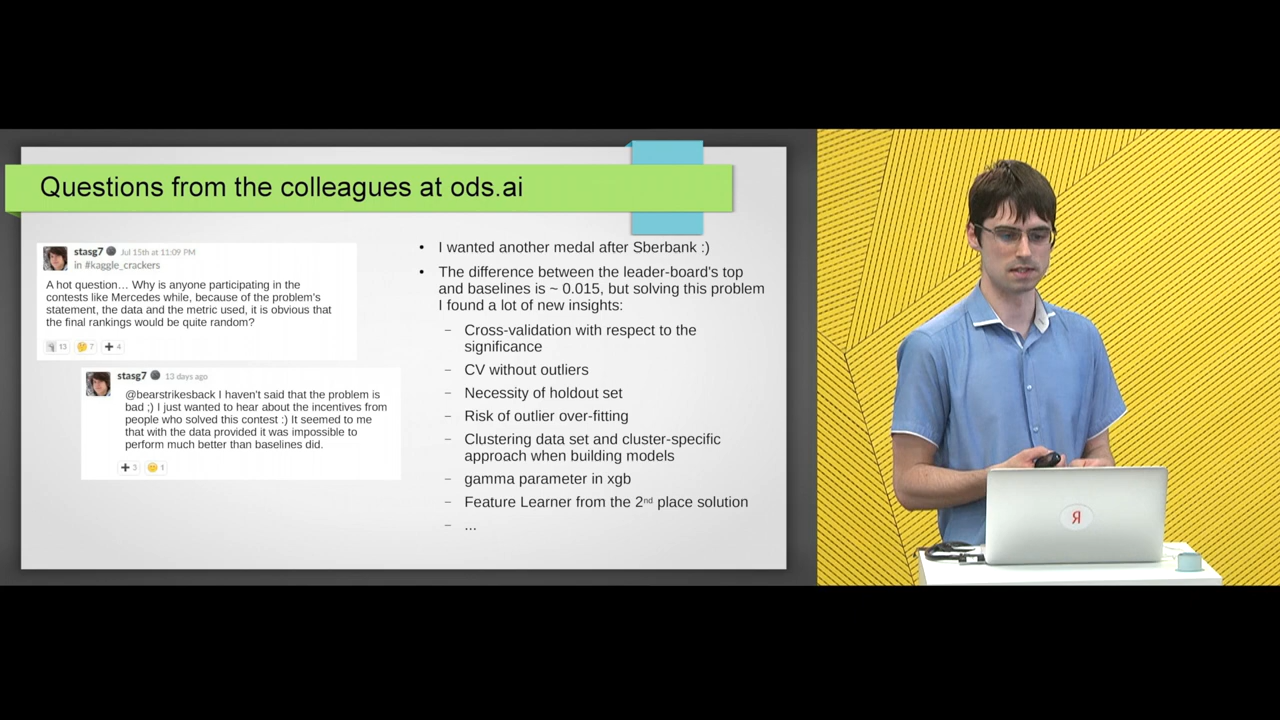 Questions from the colleagues at ods.ai
stasg7 Jul 15th at 11:09 PM
in #kaggle_crackers
A hot question… Why is anyone participating in the
contests like Mercedes while, because of the problem's
statement, the data and the metric used, it is obvious that
the final rankings would be quite random?
13 7 4
stasg7 13 days ago
@bearstrikesback I haven't said that the problem is
bad ;) I just wanted to hear about the incentives from
people who solved this contest :) It seemed to me
that with the data provided it was impossible to
perform much better than baselines did.
3 1
• I wanted another medal after Sberbank :)
• The difference between the leader-board's top
and baselines is ~ 0.015, but solving this problem
I found a lot of new insights:
– Cross-validation with respect to the
significance
– CV without outliers
– Necessity of holdout set
– Risk of outlier over-fitting
– Clustering data set and cluster-specific
approach when building models
– gamma parameter in xgb
– Feature Learner from the 2nd place solution
– ...
Я